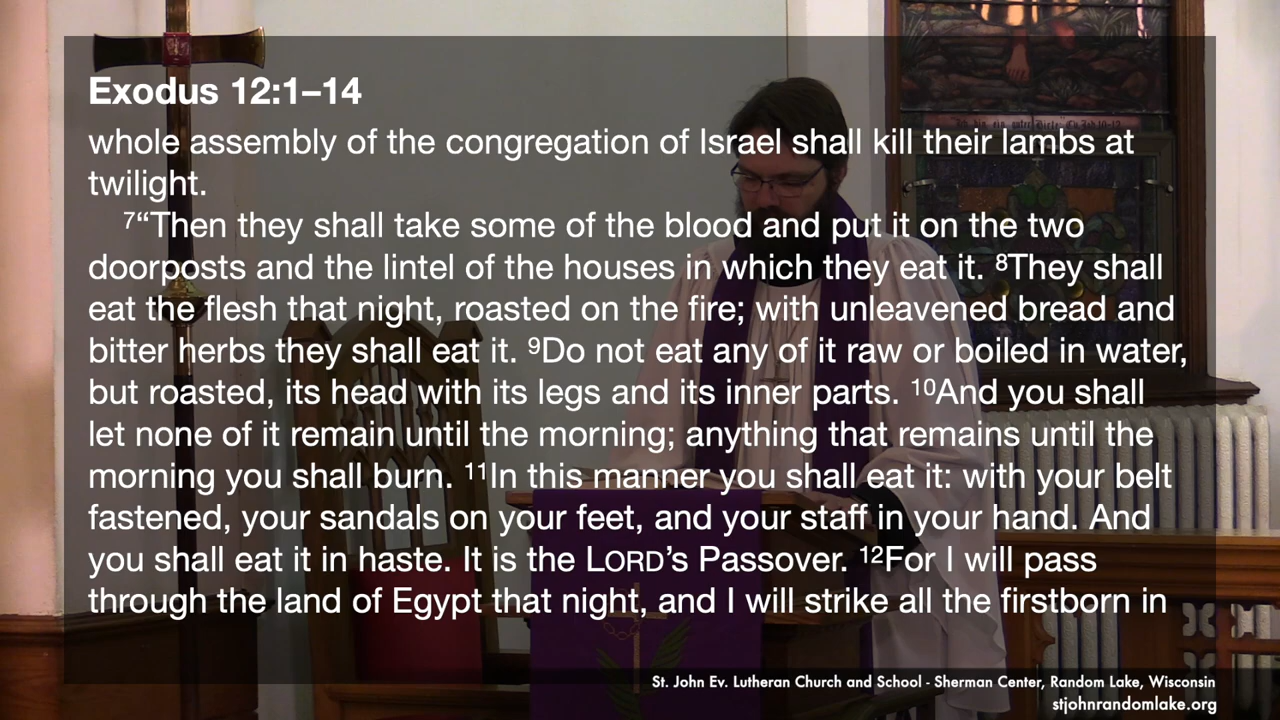 Exodus 12:1–14
whole assembly of the congregation of Israel shall kill their lambs at
twilight.
7“Then they shall take some of the blood and put it on the two
doorposts and the lintel of the houses in which they eat it. 8They shall
eat the flesh that night, roasted on the fire; with unleavened bread and
bitter herbs they shall eat it. 9Do not eat any of it raw or boiled in water,
but roasted, its head with its legs and its inner parts. 10And you shall
let none of it remain until the morning; anything that remains until the
morning you shall burn. 11In this manner you shall eat it: with your belt
fastened, your sandals on your feet, and your staff in your hand. And
you shall eat it in haste. It is the LORD’s Passover. 12For I will pass
through the land of Egypt that night, and I will strike all the firstborn in
St. John Ev. Lutheran Church and School - Sherman Center, Random Lake, Wisconsin
stjohnrandomlake.org